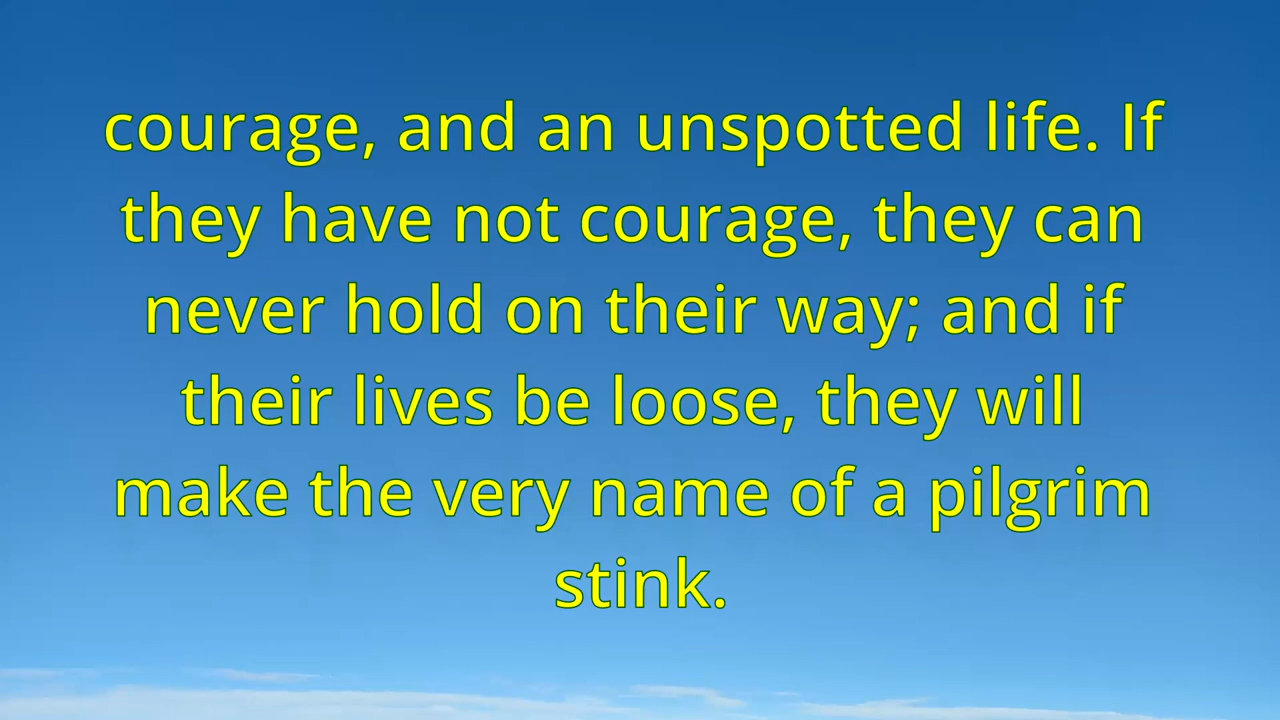 courage, and an unspotted life. If
they have not courage, they can
never hold on their way; and if
their lives be loose, they will
make the very name of a pilgrim
stink.